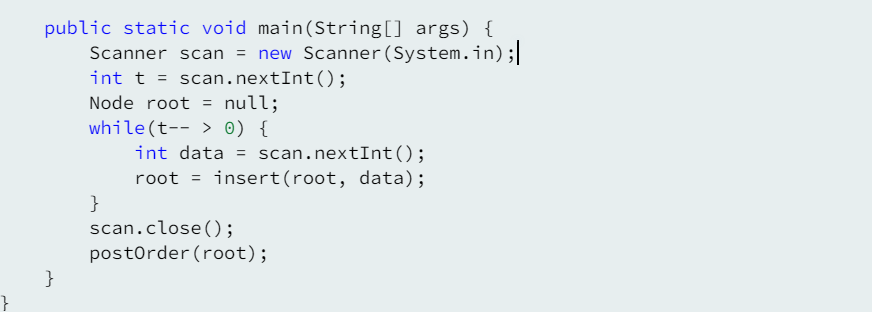 public static void main(String[] args) {
Scanner scan = new Scanner(System.in);
int t = scan.nextInt();
Node root = null;
while(t-- > 0) {
int data = scan.nextInt();
root = insert(root, data);
}
scan.close();
postOrder(root);
}
}